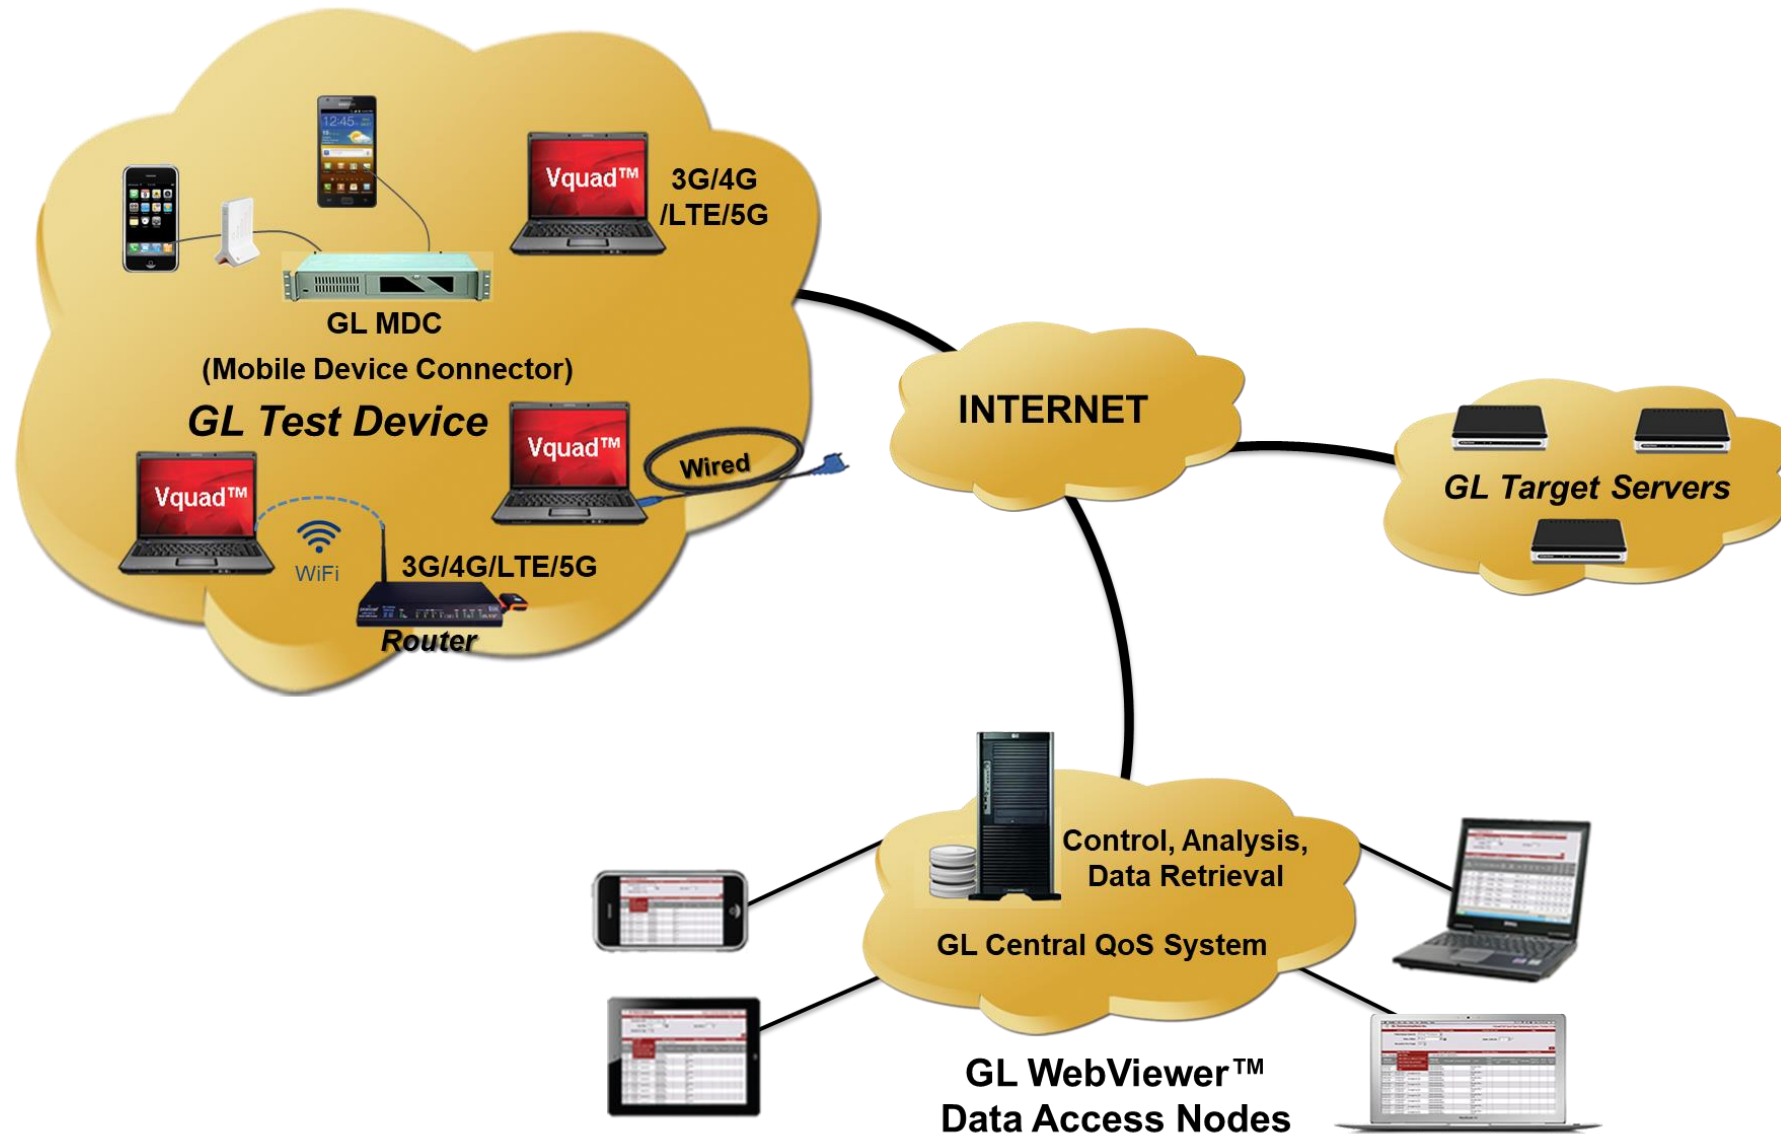 12:45
Vquad™
3G/4G
/LTE/5G
GL MDC
(Mobile Device Connector)
GL Test Device
Vquad™
Wired
Vquad™
WiFi
3G/4G/LTE/5G
Router
INTERNET
GL Target Servers
Control, Analysis,
Data Retrieval
GL Central QoS System
GL WebViewer™
Data Access Nodes